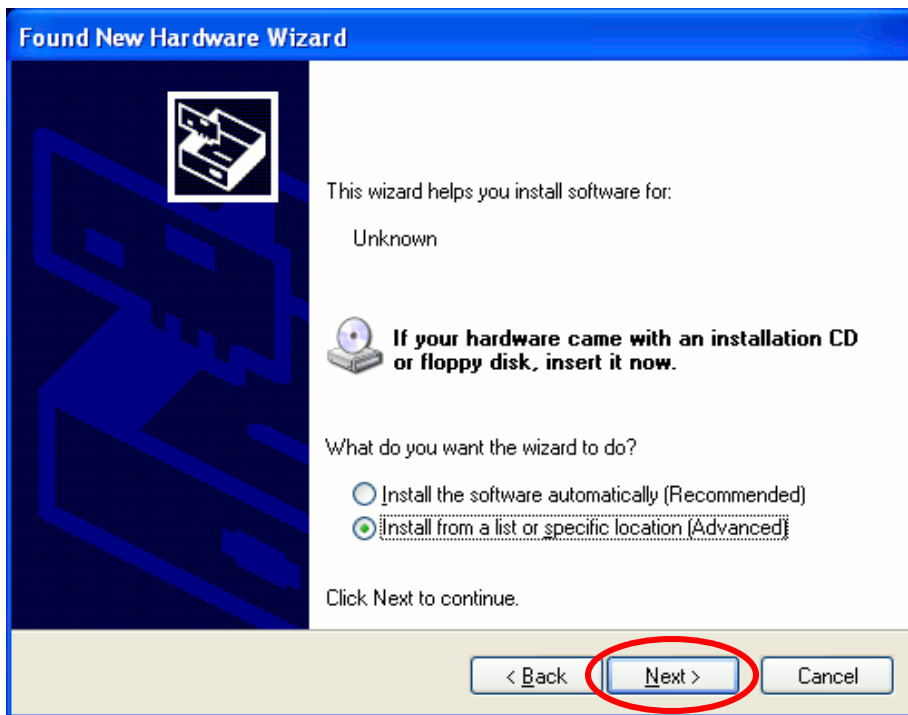 Found New Hardware Wizard
This wizard helps you install software for:
Unknown
If your hardware came with an installation CD
or floppy disk, insert it now.
What do you want the wizard to do?
Install the software automatically (Recommended)
Install from a list or specific location (Advanced)
Click Next to continue.
< Back Next > Cancel